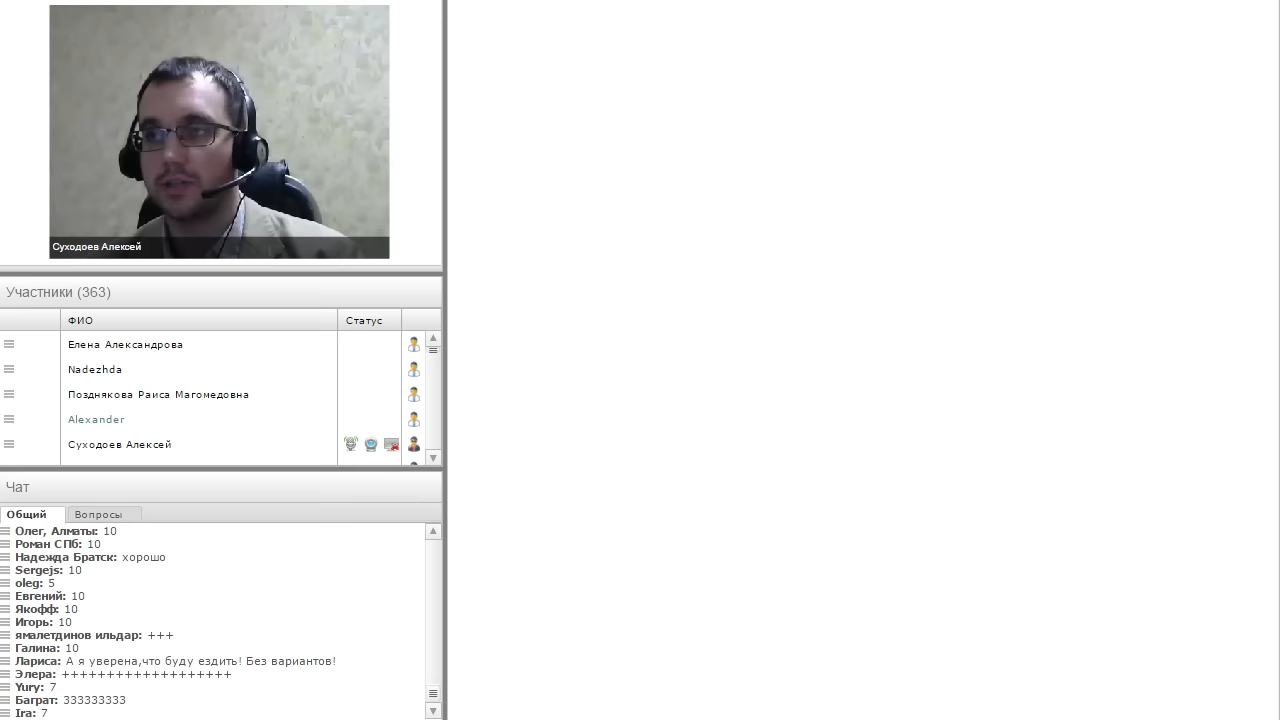 Суходоев Алексей
Участники (363)
ФИО Статус
Елена Александрова
Nadezhda
Позднякова Раиса Магомедовна
Alexander
Суходоев Алексей
Чат
Общий Вопросы
Олег, Алматы: 10
Роман СПб: 10
Надежда Братск: хорошо
Sergejs: 10
oleg: 5
Евгений: 10
Якофф: 10
Игорь: 10
ямалетдинов ильдар: +++
Галина: 10
Лариса: А я уверена,что буду ездить! Без вариантов!
Элера: +++++++++++++++++++
Yury: 7
Баграт: 333333333
Ira: 7